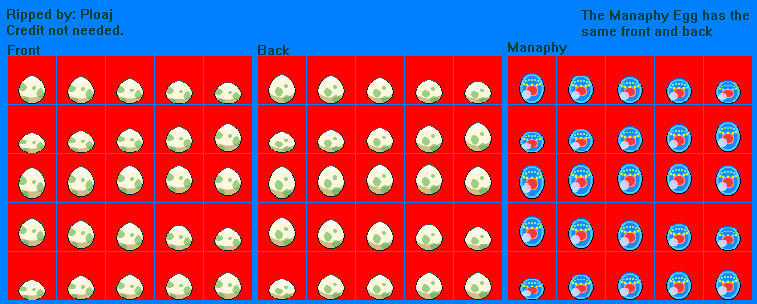 Ripped by: Ploaj
Credit not needed.
The Manaphy Egg has the
same front and back
Front
Back
Manaphy